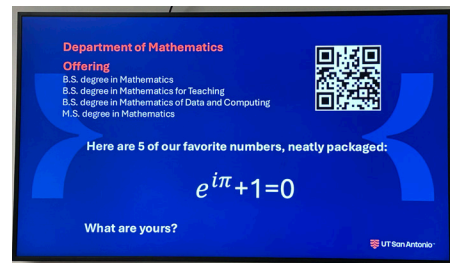 Department of Mathematics
Offering
B.S. degree in Mathematics
B.S. degree in Mathematics for Teaching
B.S. degree in Mathematics of Data and Computing
M.S. degree in Mathematics
Here are 5 of our favorite numbers, neatly packaged:
e^{iπ}+1=0
What are yours?
UT San Antonio